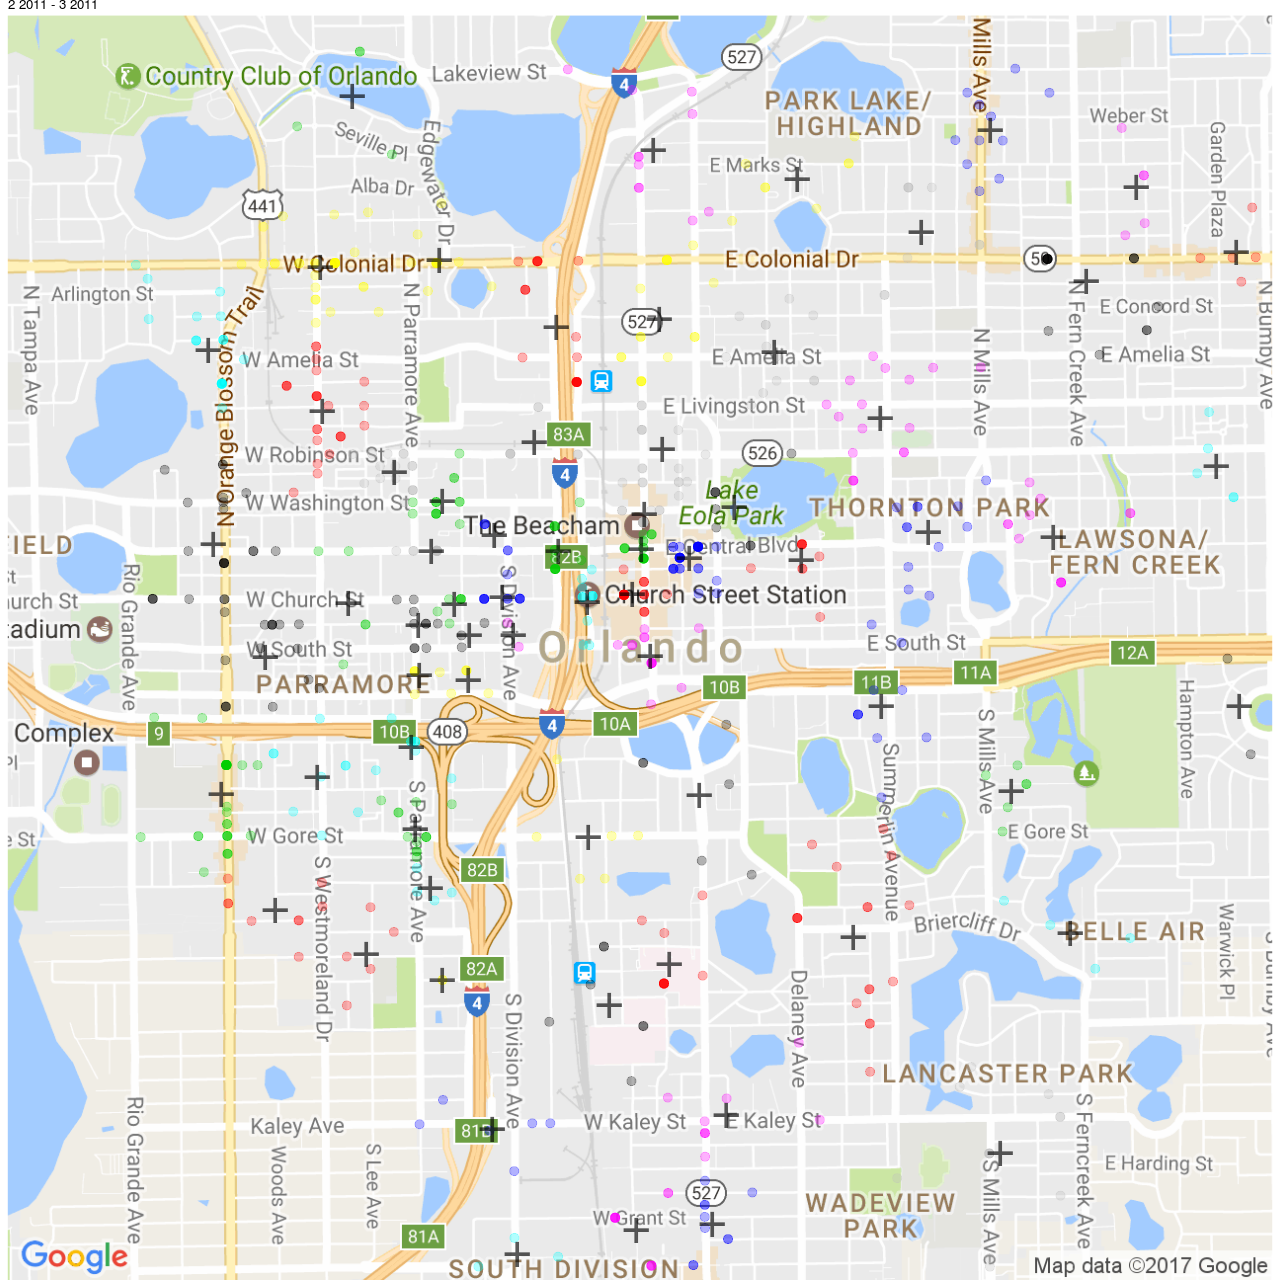 2 2011 - 3 2011
527
Mills Ave
Country Club of Orlando
Lakeview St
4
PARK LAKE/
HIGHLAND
Weber St
Garden Plaza
Seville Pl
Edgewater Dr
E Marks St
Alba Dr
441
W Colonial Dr
E Colonial Dr
50
N Tampa Ave
Arlington St
N Orange Blossom Trail
N Parramore Ave
527
N Mills Ave
N Fern Creek Ave
E Concord St
N Bumby Ave
W Amelia St
E Amelia St
E Amelia St
E Livingston St
83A
W Robinson St
526
4
W Washington St
Lake
Eola Park
THORNTON PARK
The Beacham
E Central Blvd
FIELD
82B
LAWSONA/
FERN CREEK
Rio Grande Ave
S Division Ave
W Church St
Church Street Station
W South St
Orlando
E South St
12A
PARRAMORE
11A
11B
10B
Hampton Ave
S Mills Ave
Complex
9
10B
408
4
10A
Summerlin Avenue
S Parramore Ave
W Gore St
E Gore St
S Westmoreland Dr
82B
Briercliff Dr
BELLE AIR
Warwick Pl
82A
4
Delaney Ave
S Division Ave
LANCASTER PARK
S Ferncreek Ave
Rio Grande Ave
Kaley Ave
81B
W Kaley St
E Kaley St
Woods Ave
S Lee Ave
S Mills Ave
E Harding St
527
WADEVIEW
PARK
W Grant St
81A
Google
SOUTH DIVISION
Map data ©2017 Google